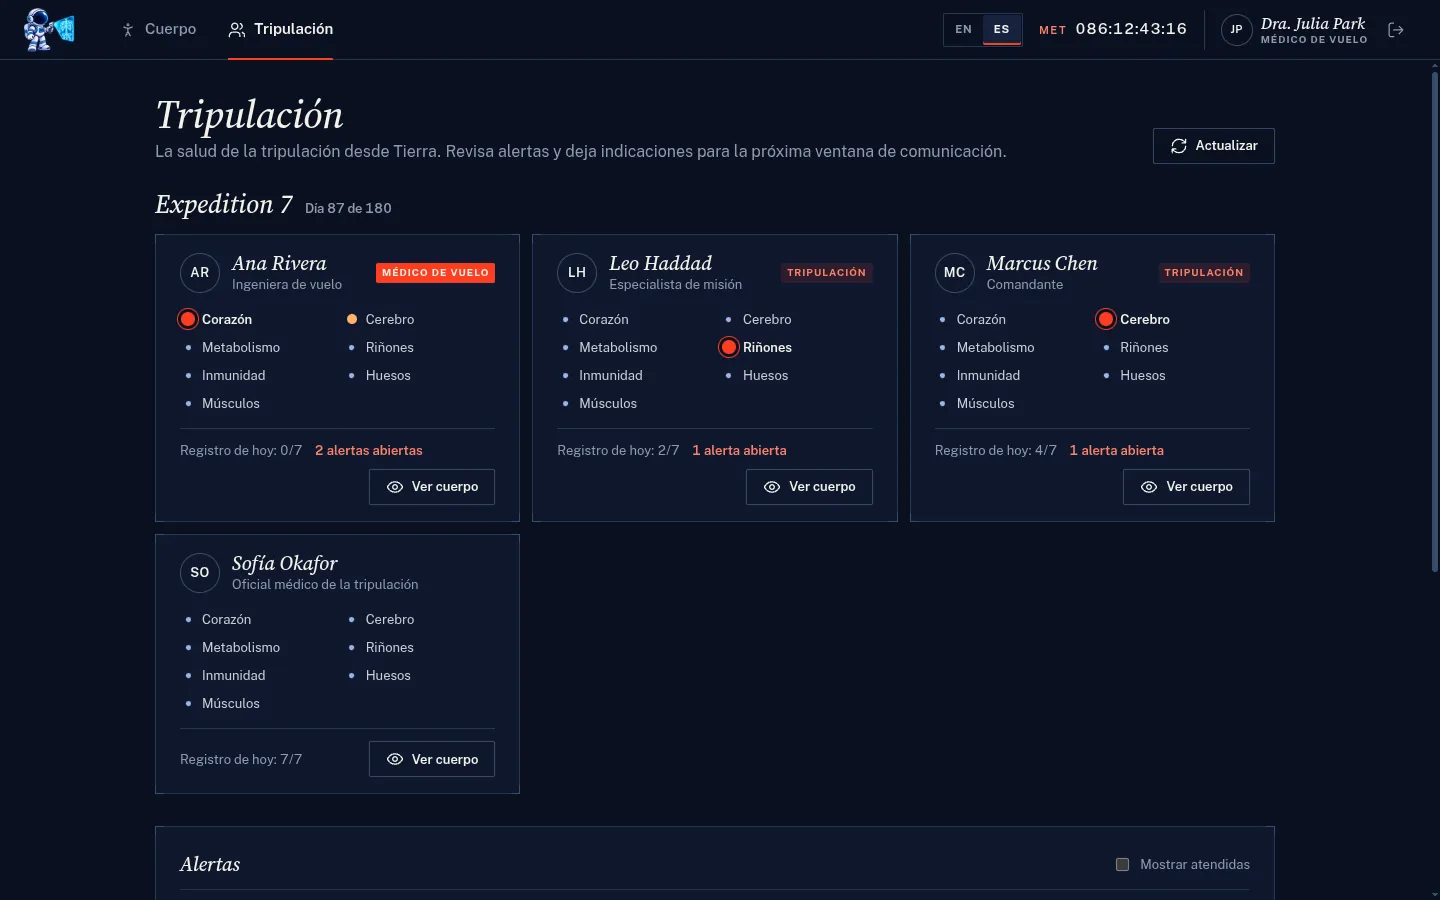 Cuerpo
Tripulación
EN ES
MET 086:12:43:16
JP
Dra. Julia Park
MÉDICO DE VUELO
Tripulación
La salud de la tripulación desde Tierra. Revisa alertas y deja indicaciones para la próxima ventana de comunicación.
Actualizar
Expedition 7 Día 87 de 180
AR
Ana Rivera
Ingeniera de vuelo
MÉDICO DE VUELO
Corazón Cerebro
Metabolismo Riñones
Inmunidad Huesos
Músculos
Registro de hoy: 0/7 2 alertas abiertas
Ver cuerpo
LH
Leo Haddad
Especialista de misión
TRIPULACIÓN
Corazón Cerebro
Metabolismo Riñones
Inmunidad Huesos
Músculos
Registro de hoy: 2/7 1 alerta abierta
Ver cuerpo
MC
Marcus Chen
Comandante
TRIPULACIÓN
Corazón Cerebro
Metabolismo Riñones
Inmunidad Huesos
Músculos
Registro de hoy: 4/7 1 alerta abierta
Ver cuerpo
SO
Sofía Okafor
Oficial médico de la tripulación
Corazón Cerebro
Metabolismo Riñones
Inmunidad Huesos
Músculos
Registro de hoy: 7/7
Ver cuerpo
Alertas
Mostrar atendidas